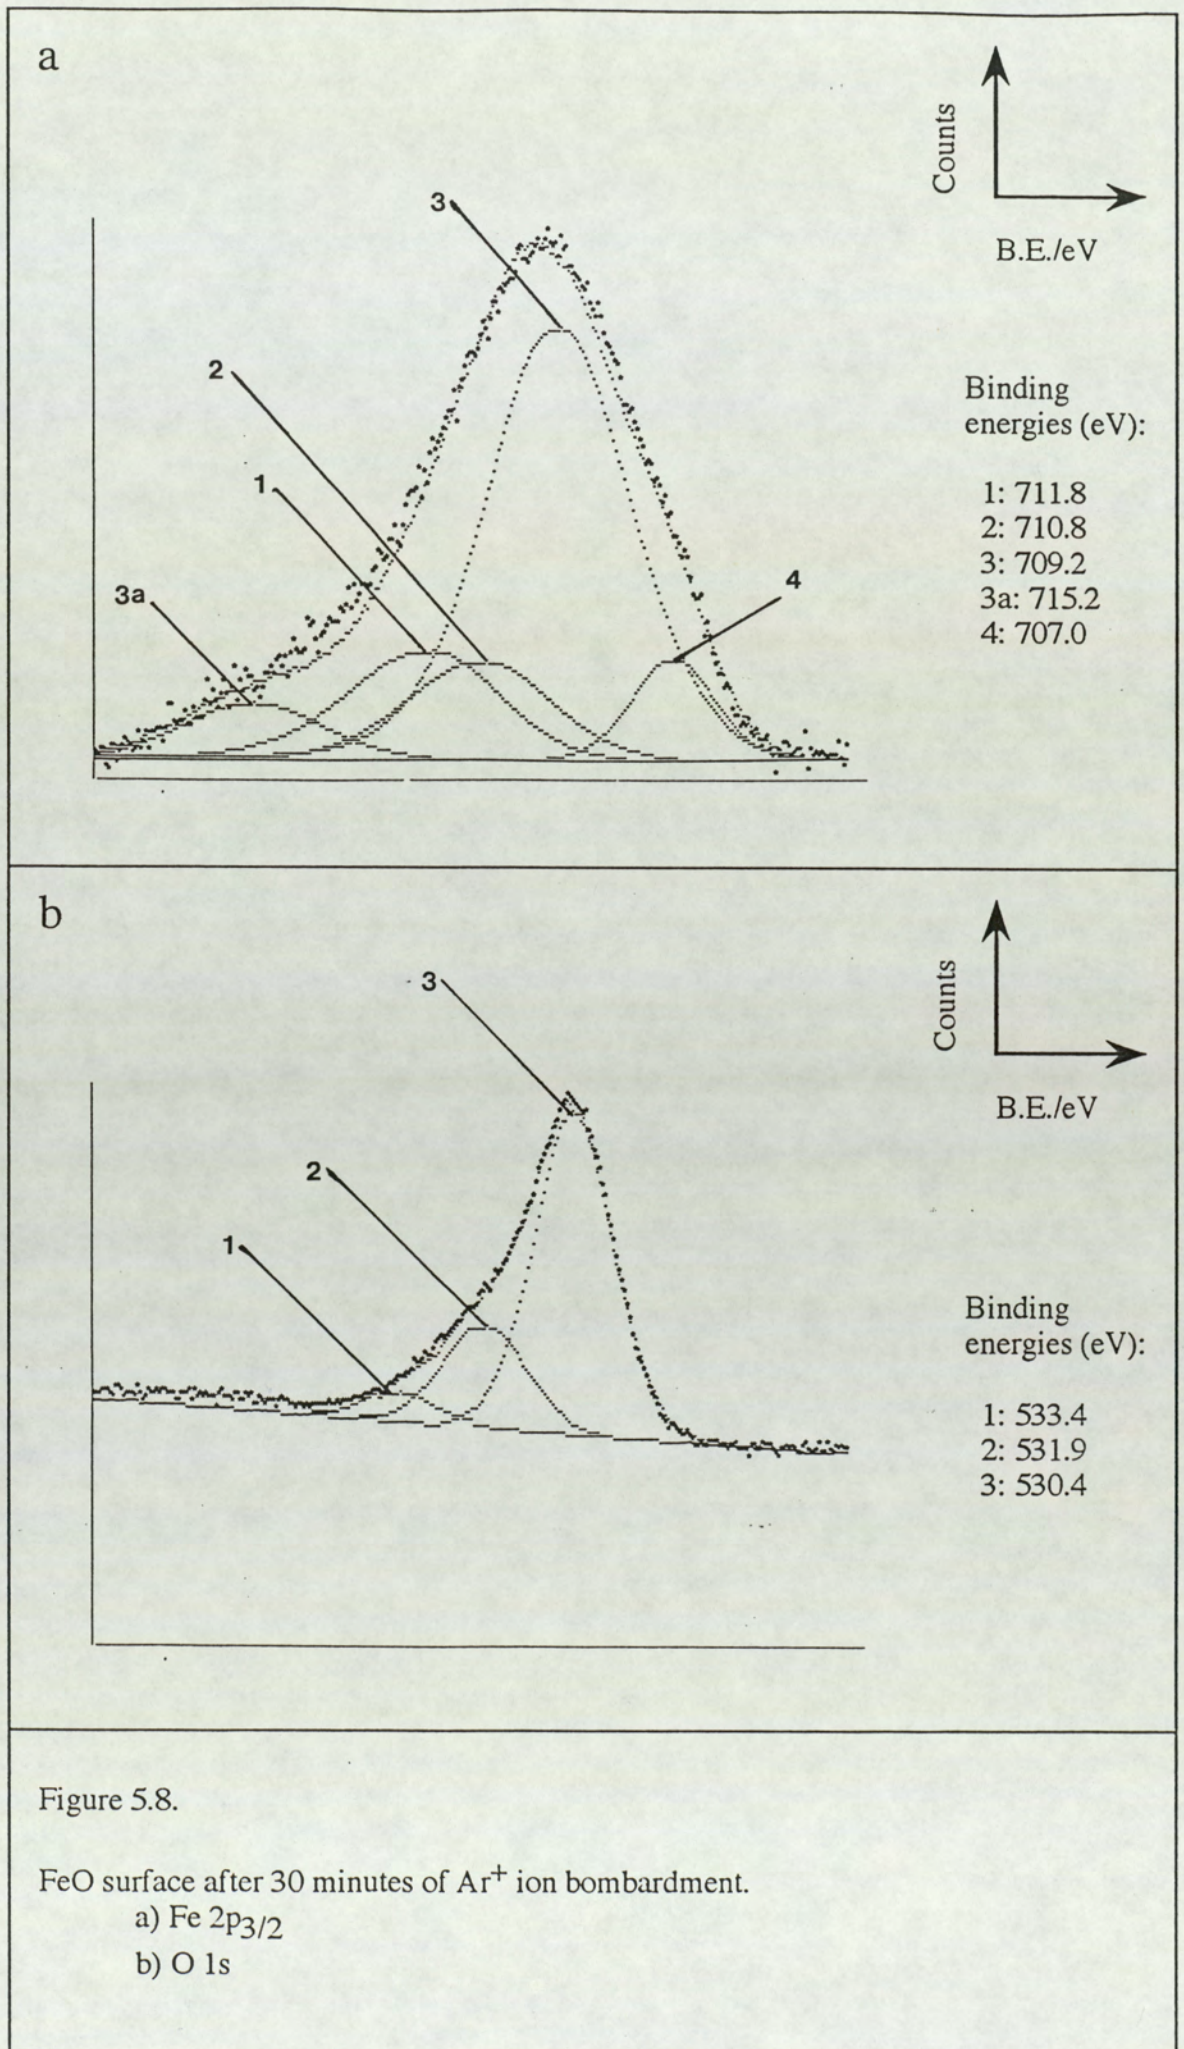 a
Counts
B.E./eV
3
2
1
3a
4
Binding
energies (eV):
1: 711.8
2: 710.8
3: 709.2
3a: 715.2
4: 707.0
b
Counts
B.E./eV
3
2
1
Binding
energies (eV):
1: 533.4
2: 531.9
3: 530.4
Figure 5.8.
FeO surface after 30 minutes of Ar+ ion bombardment.
a) Fe 2p3/2
b) O 1s